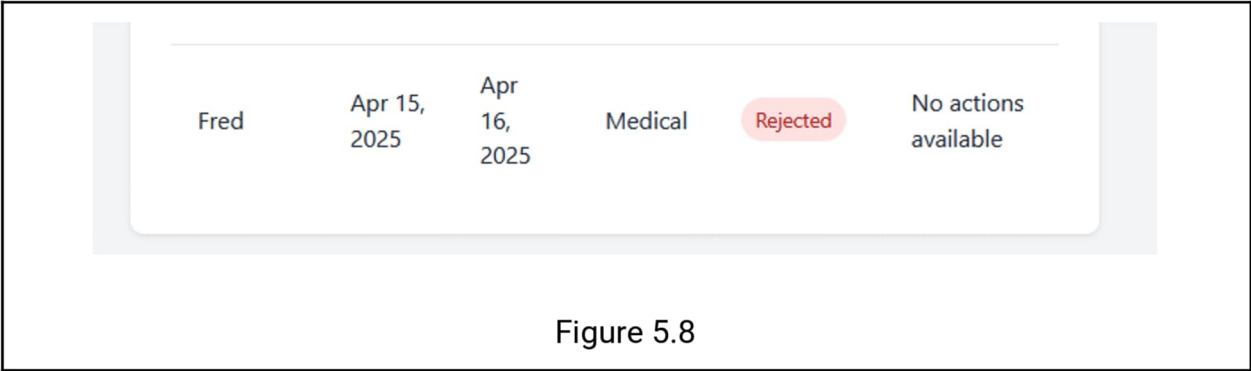 Fred
Apr 15,
2025
Apr
16,
2025
Medical
Rejected
No actions
available
Figure 5.8